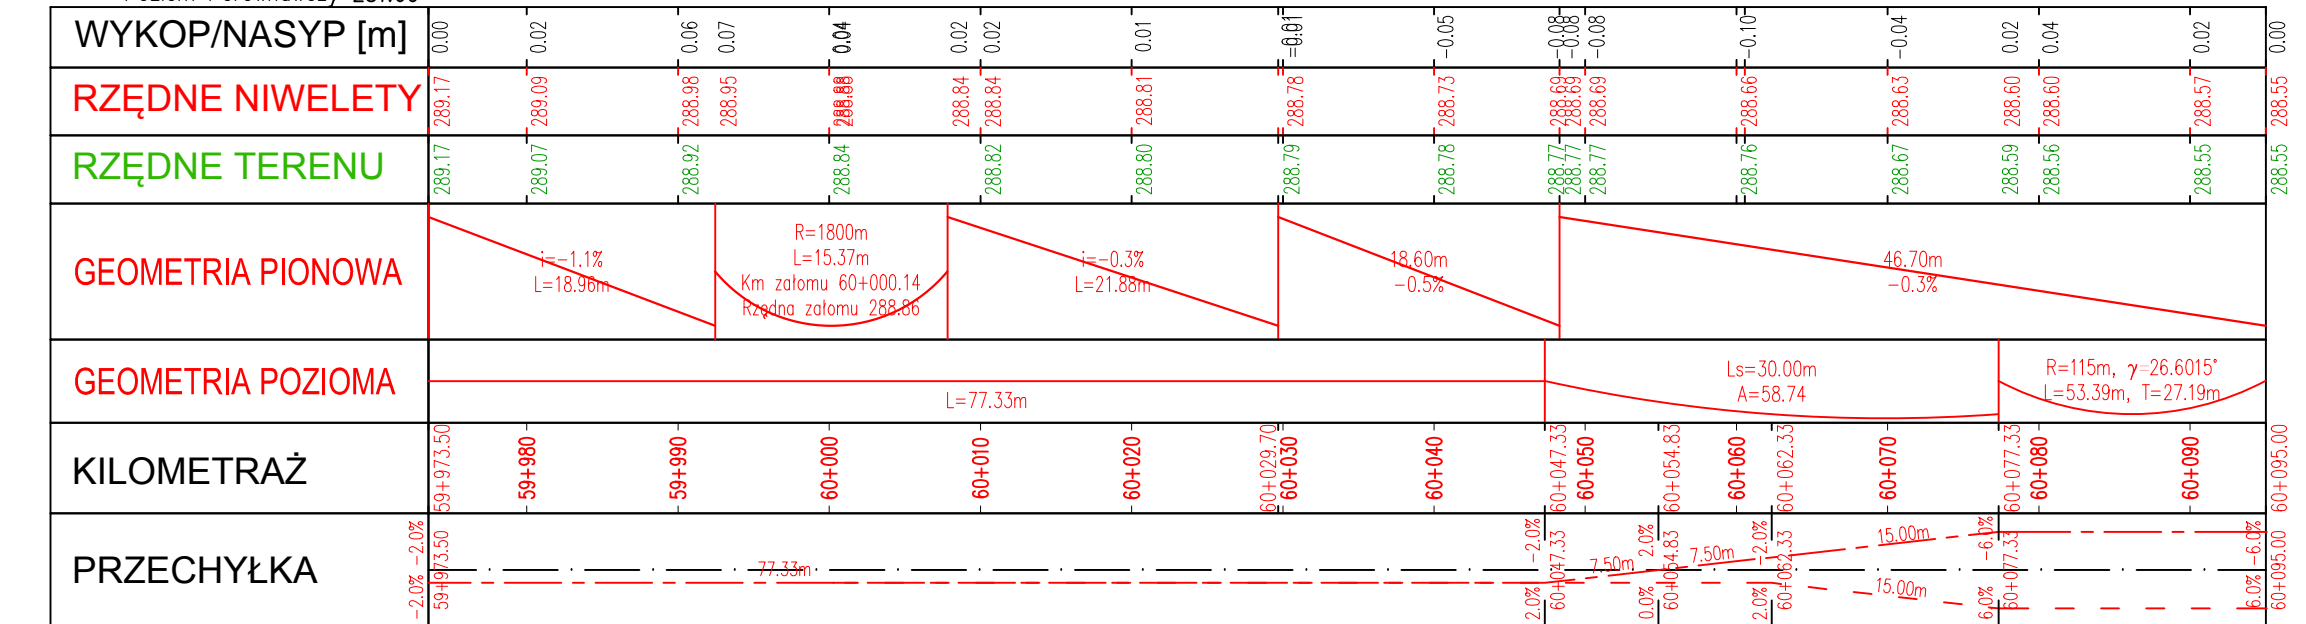 WYKOP/NASYP [m] 0.00 0.02 0.06 0.07 0.04 0.02 0.02 0.01 -0.05 -0.08 -0.08 -0.08 -0.10 -0.04 0.02 0.04 0.02 0.00
RZĘDNE NIWELETY 289.17 289.09 288.98 288.95 288.88 288.84 288.84 288.81 288.78 288.73 288.69 288.69 288.69 288.66 288.63 288.60 288.60 288.57 288.55
RZĘDNE TERENU 289.17 289.07 288.92 288.84 288.82 288.80 288.79 288.78 288.77 288.77 288.77 288.76 288.67 288.59 288.56 288.55 288.55
GEOMETRIA PIONOWA
i=-1.1%
L=18.96m
R=1800m
L=15.37m
Km załomu 60+000.14
Rzędna załomu 288.86
i=-0.3%
L=21.88m
18.60m
-0.5%
46.70m
-0.3%
GEOMETRIA POZIOMA
L=77.33m
Ls=30.00m
A=58.74
R=115m, γ=26.6015°
L=53.39m, T=27.19m
KILOMETRAŻ 59+973.50 59+980 59+990 60+000 60+010 60+020 60+029.70 60+030 60+040 60+047.33 60+050 60+054.83 60+060 60+062.33 60+070 60+077.33 60+080 60+090 60+095.00
PRZECHYŁKA
-2.0% -2.0%
59+973.50
77.33m
-2.0%
2.0%
60+047.33
7.50m
2.0%
0.0%
60+054.83
7.50m
-2.0%
2.0%
60+062.33
15.00m
15.00m
-6.0%
6.0%
60+077.33
-6.0%
6.0%
60+095.00